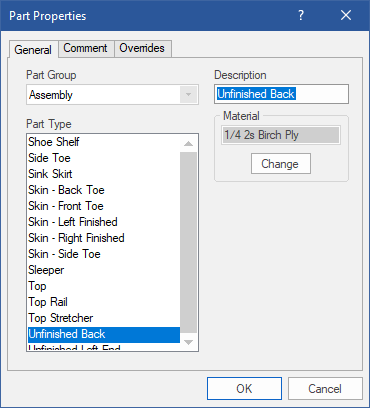 Part Properties
?
General
Comment
Overrides
Part Group
Assembly
Part Type
Shoe Shelf
Side Toe
Sink Skirt
Skin - Back Toe
Skin - Front Toe
Skin - Left Finished
Skin - Right Finished
Skin - Side Toe
Sleeper
Top
Top Rail
Top Stretcher
Unfinished Back
Unfinished Left End
Description
Unfinished Back
Material
1/4 2s Birch Ply
Change
OK
Cancel